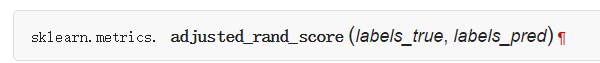 sklearn.metrics. adjusted_rand_score (labels_true, labels_pred) ¶